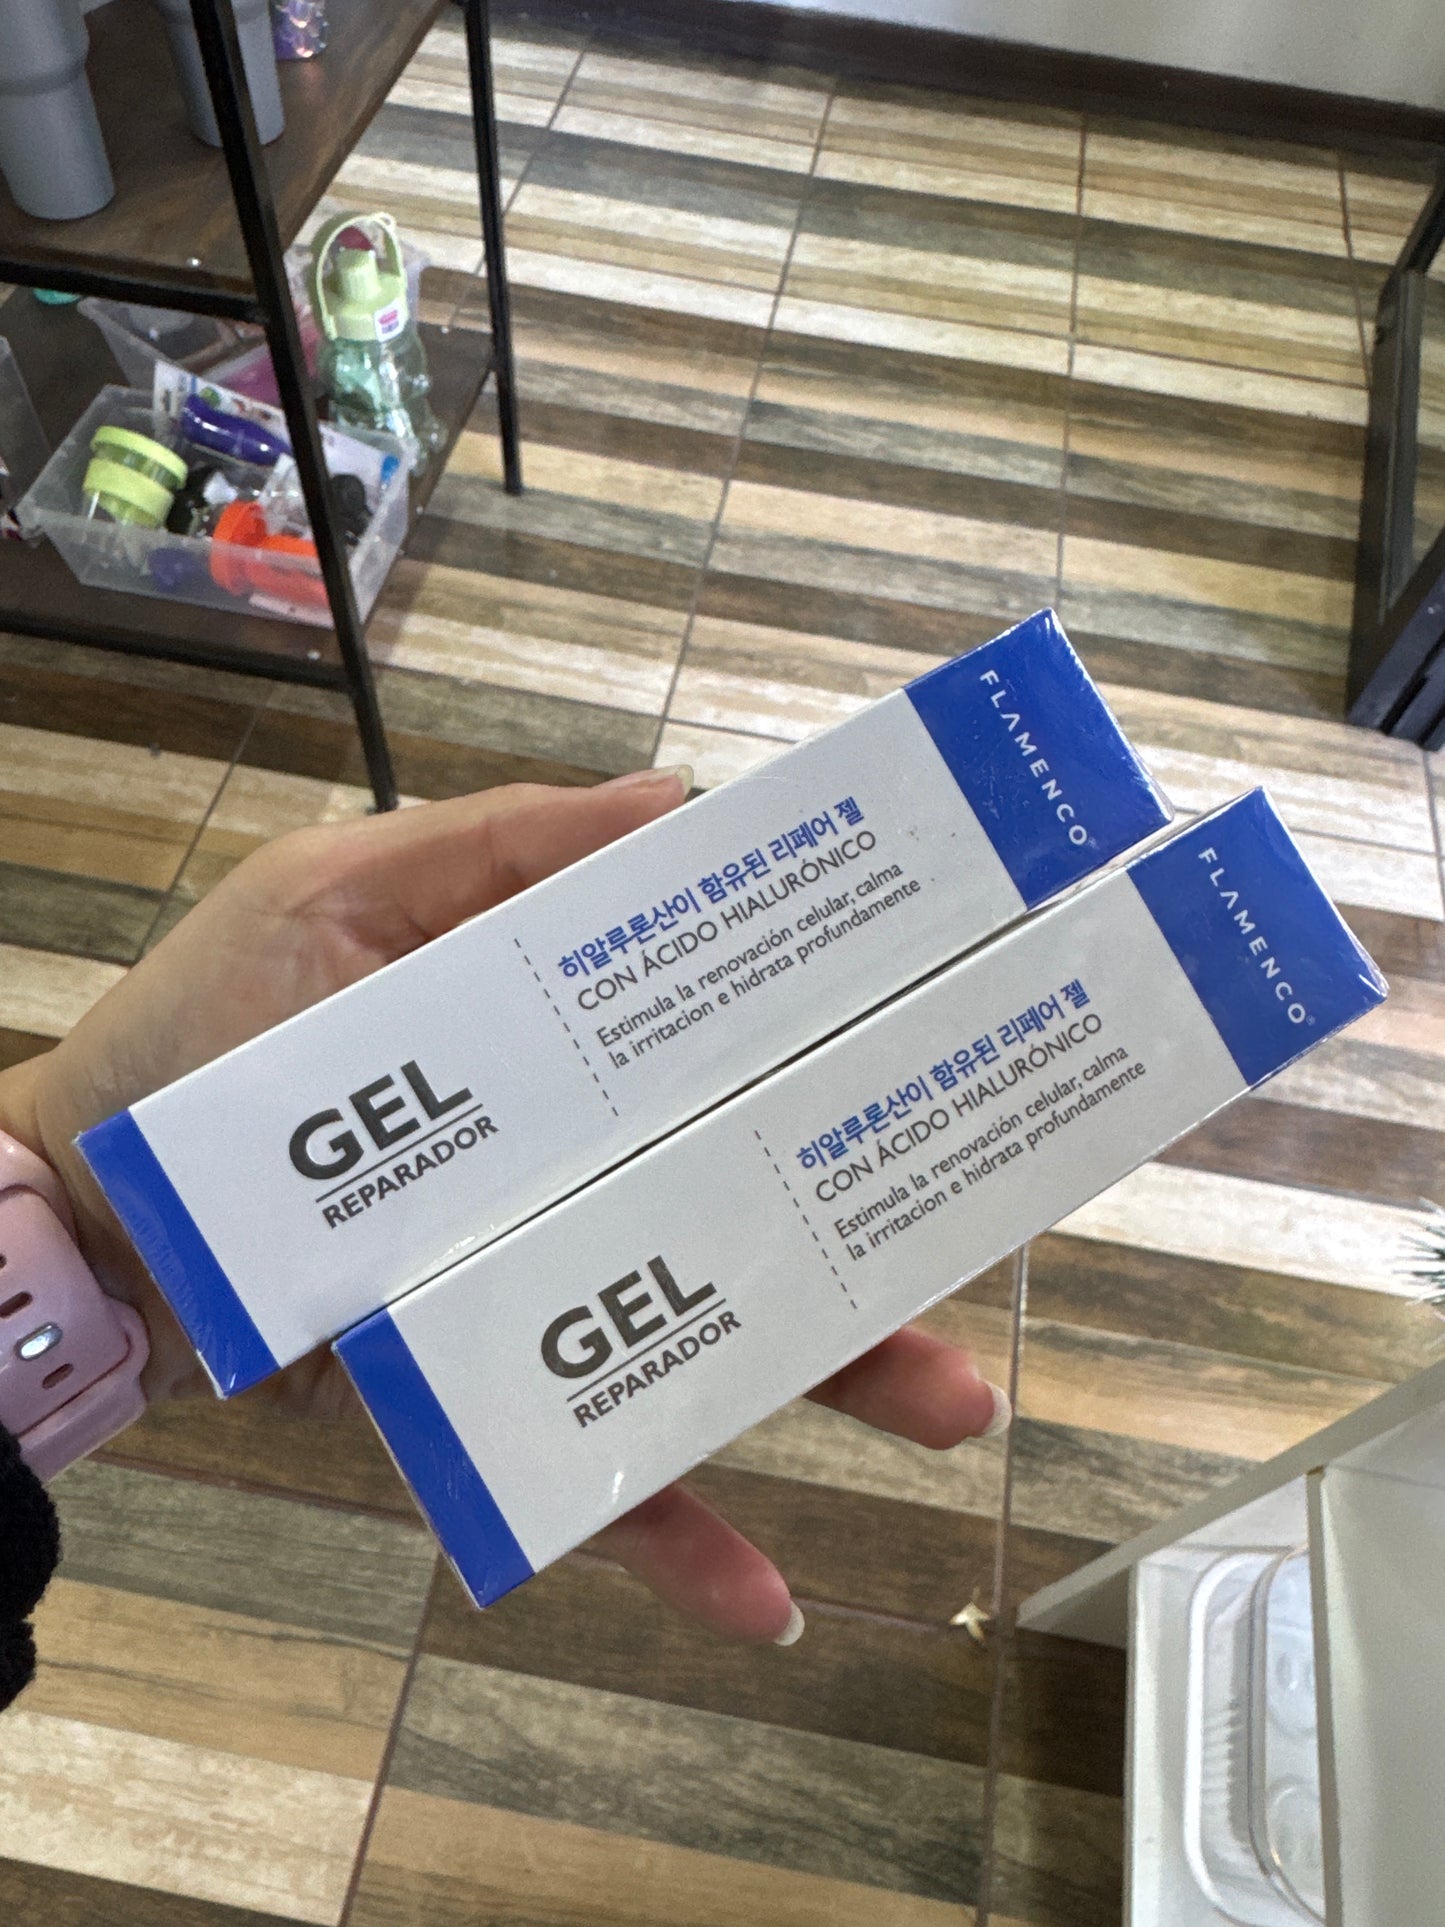 FLAMENCO®
히알루론산이 함유된 리페어 젤
CON ÁCIDO HIALURÓNICO
Estimula la renovación celular, calma
la irritacion e hidrata profundamente
GEL
REPARADOR
FLAMENCO®
히알루론산이 함유된 리페어 젤
CON ÁCIDO HIALURÓNICO
Estimula la renovación celular, calma
la irritacion e hidrata profundamente
GEL
REPARADOR